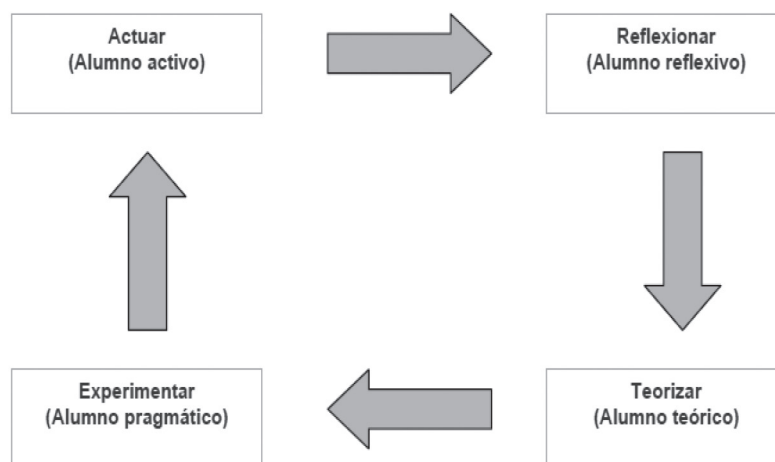 Actuar
(Alumno activo)
Reflexionar
(Alumno reflexivo)
Experimentar
(Alumno pragmático)
Teorizar
(Alumno teórico)